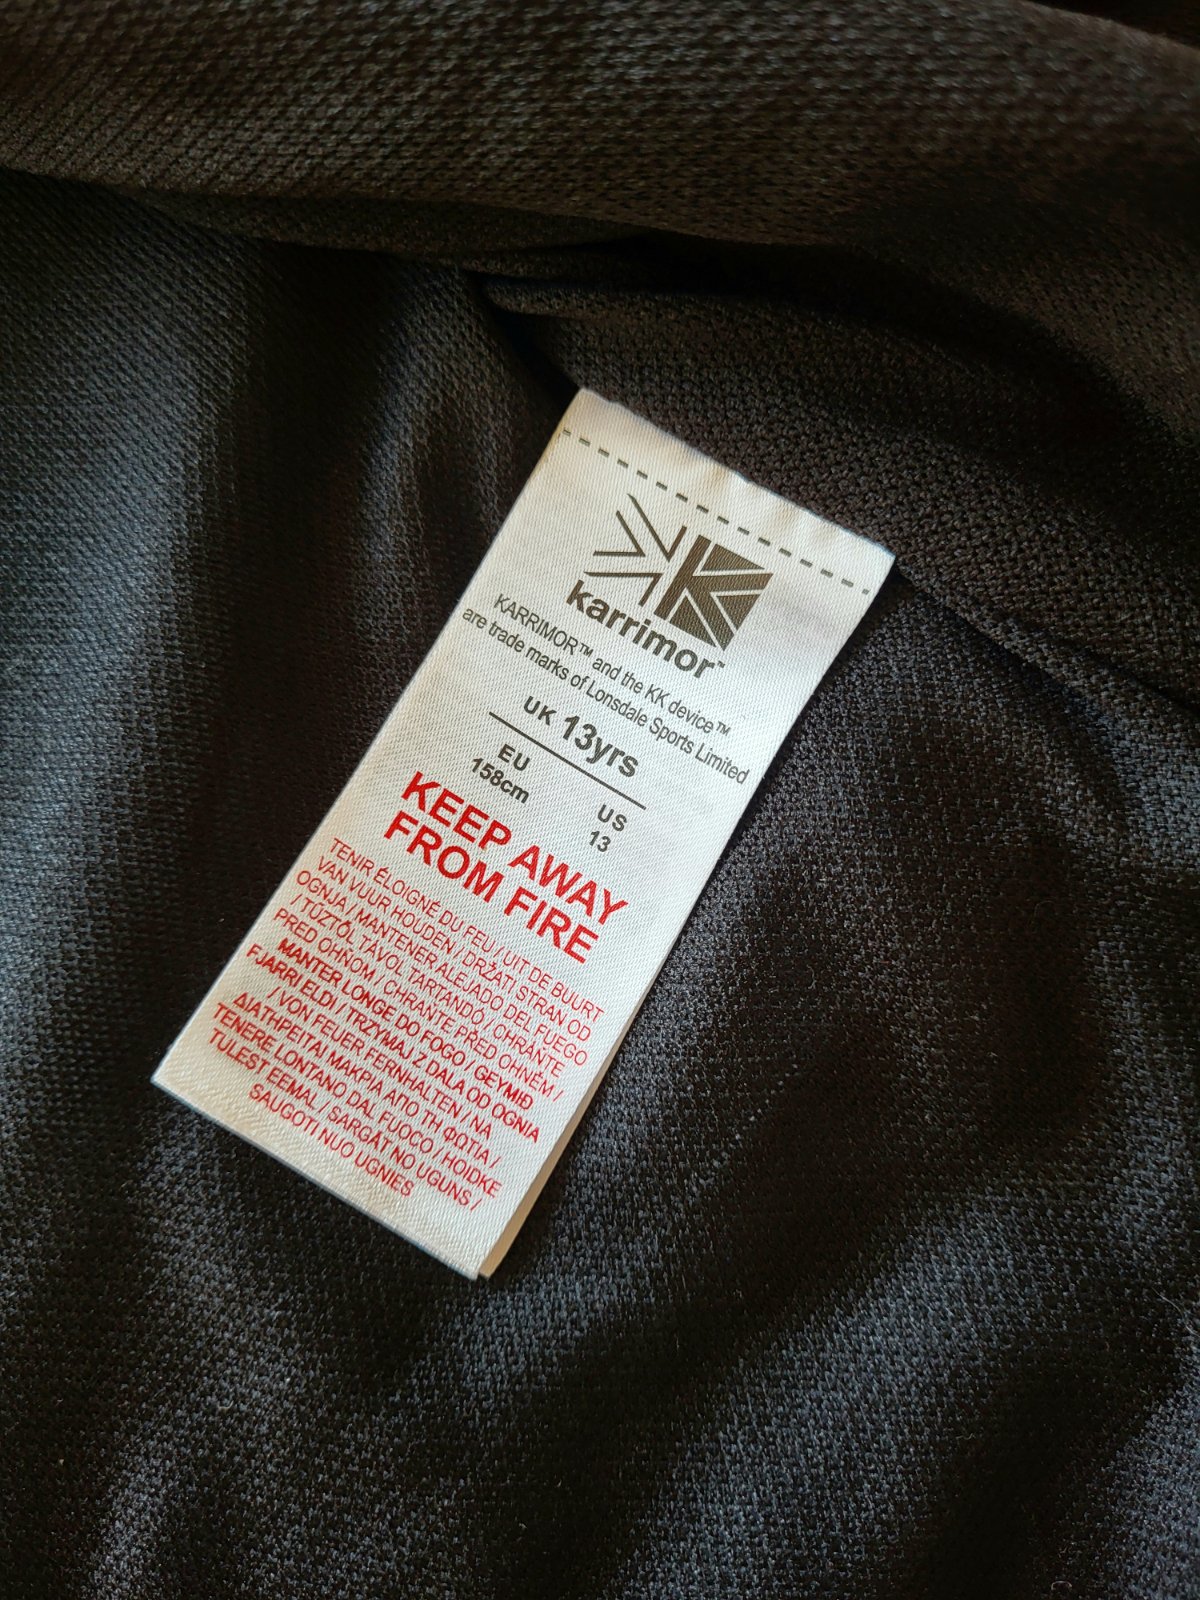 karrimor™
KARRIMOR™ and the KK device™
are trade marks of Lonsdale Sports Limited
UK 13yrs
EU
158cm
US
13
KEEP AWAY
FROM FIRE
TENIR ÉLOIGNÉ DU FEU / UIT DE BUURT
VAN VUUR HOUDEN / DRŽATI STRAN OD
OGNJA / MANTENER ALEJADO DEL FUEGO
/ TŰZTŐL TÁVOL TARTANDÓ / CHRÁŇTE
PRED OHŇOM / CHRAŇTE PŘED OHNĚM /
MANTER LONGE DO FOGO / GEYMIÐ
FJARRI ELDI / TRZYMAJ Z DALA OD OGNIA
/ VON FEUER FERNHALTEN / ΝΑ
ΔΙΑΤΗΡΕΙΤΑΙ ΜΑΚΡΙΑ ΑΠΟ ΤΗ ΦΩΤΙΑ /
TENERE LONTANO DAL FUOCO / HOIDKE
TULEST EEMAL / SARGĀT NO UGUNS /
SAUGOTI NUO UGNIES